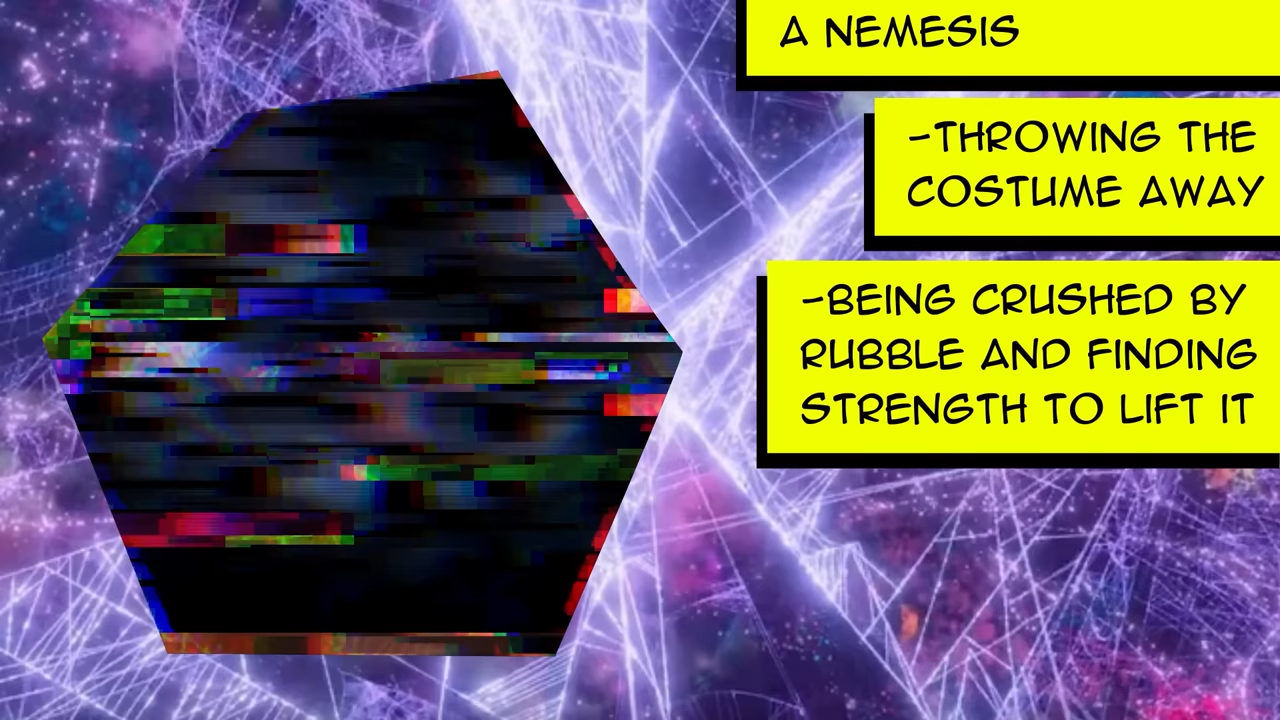 A NEMESIS
-THROWING THE
COSTUME AWAY
-BEING CRUSHED BY
RUBBLE AND FINDING
STRENGTH TO LIFT IT